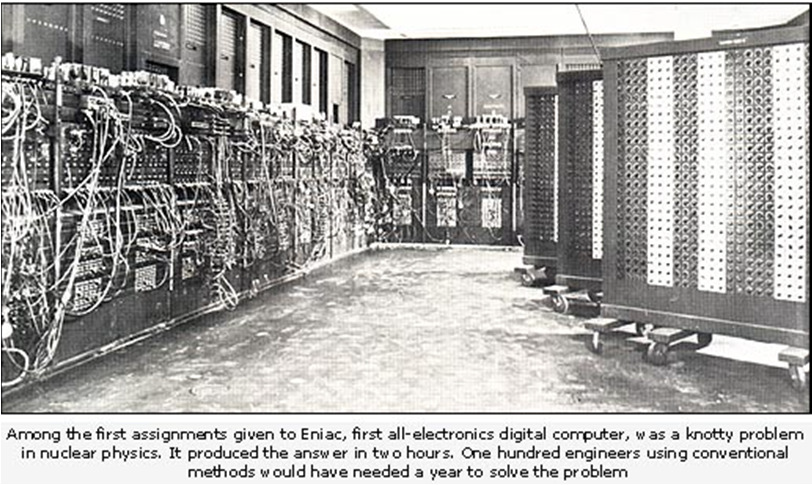 Among the first assignments given to Eniac, first all-electronics digital computer, was a knotty problem
in nuclear physics. It produced the answer in two hours. One hundred engineers using conventional
methods would have needed a year to solve the problem